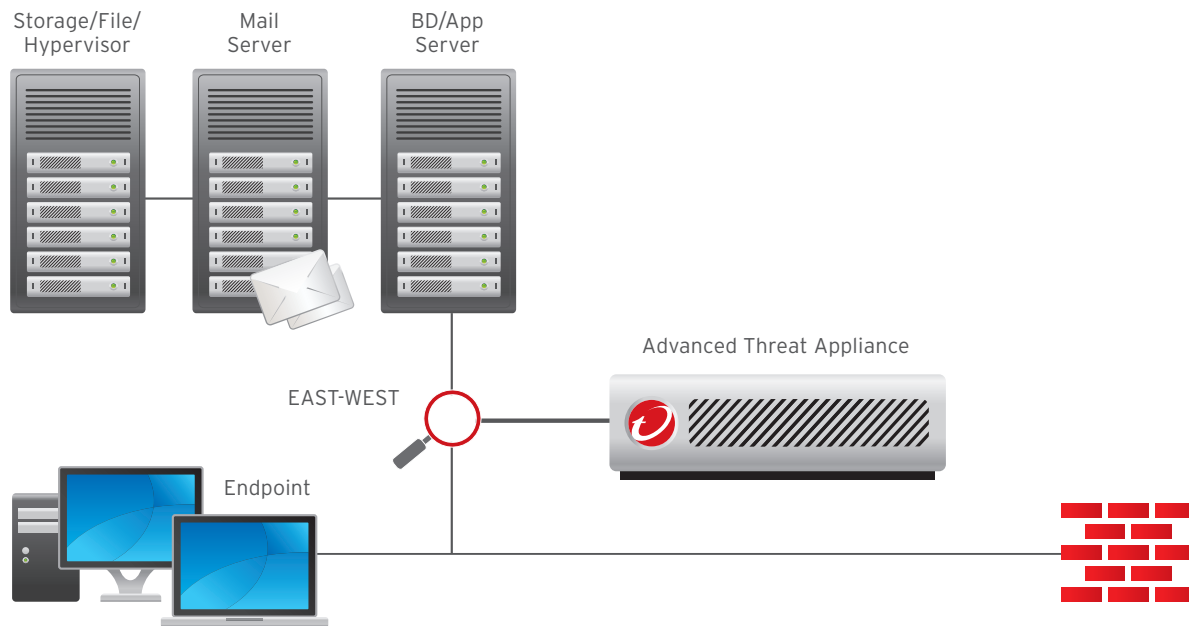 Storage/File/
Hypervisor
Mail
Server
BD/App
Server
Advanced Threat Appliance
EAST-WEST
Endpoint